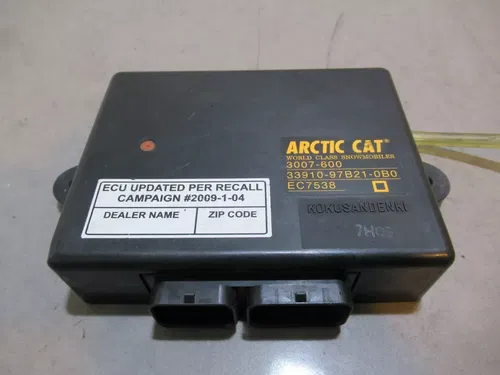 ARCTIC CAT®
WORLD CLASS SNOWMOBILES
3007-600
33910-97B21-0B0
EC7538
KOKUSANDENKI
ECU UPDATED PER RECALL
CAMPAIGN #2009-1-04
DEALER NAME ZIP CODE